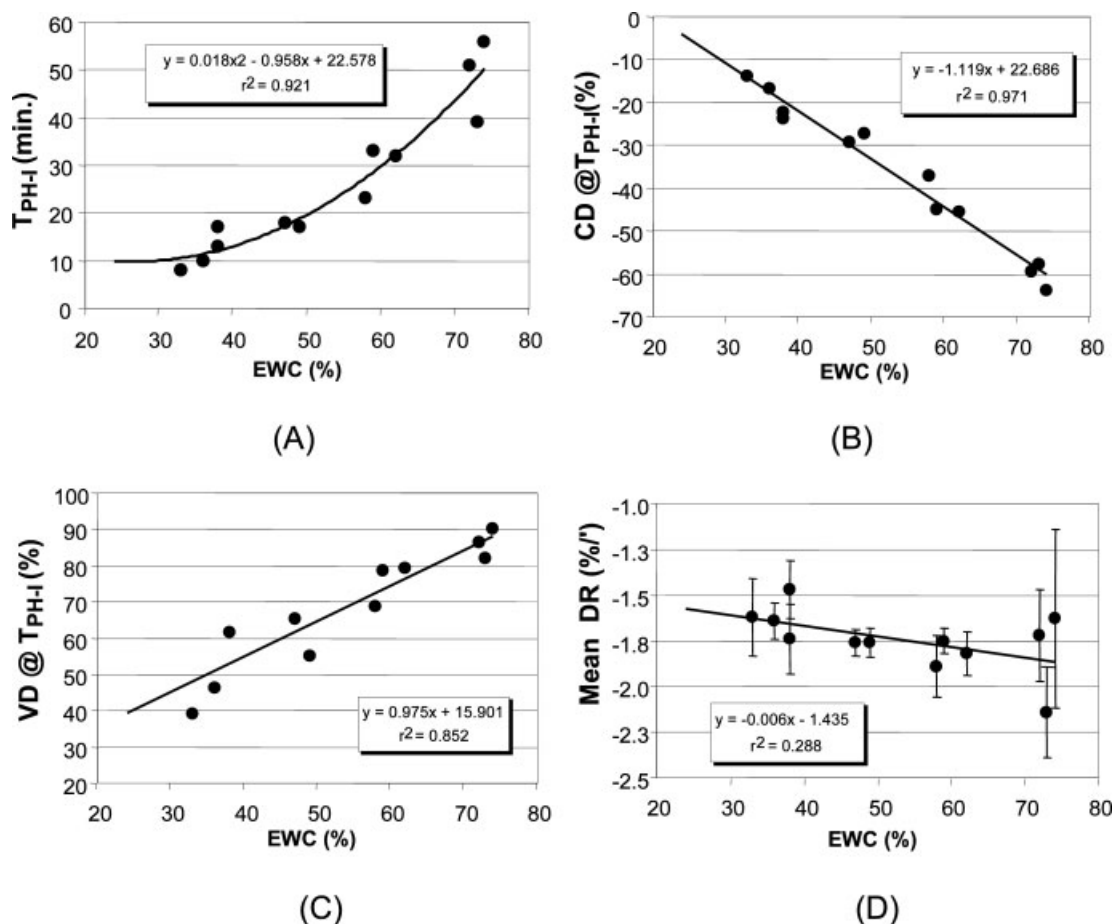 60
50
40
30
20
10
0
T_PH-I (min.)
y = 0.018x2 - 0.958x + 22.578
r² = 0.921
20 30 40 50 60 70 80
EWC (%)
(A)
-0
-10
-20
-30
-40
-50
-60
-70
CD @T_PH-I(%)
y = -1.119x + 22.686
r² = 0.971
20 30 40 50 60 70 80
EWC (%)
(B)
100
90
80
70
60
50
40
30
20
VD @ T_PH-I (%)
y = 0.975x + 15.901
r² = 0.852
20 30 40 50 60 70 80
EWC (%)
(C)
-1.0
-1.3
-1.5
-1.8
-2.0
-2.3
-2.5
Mean DR (%/')
y = -0.006x - 1.435
r² = 0.288
20 30 40 50 60 70 80
EWC (%)
(D)